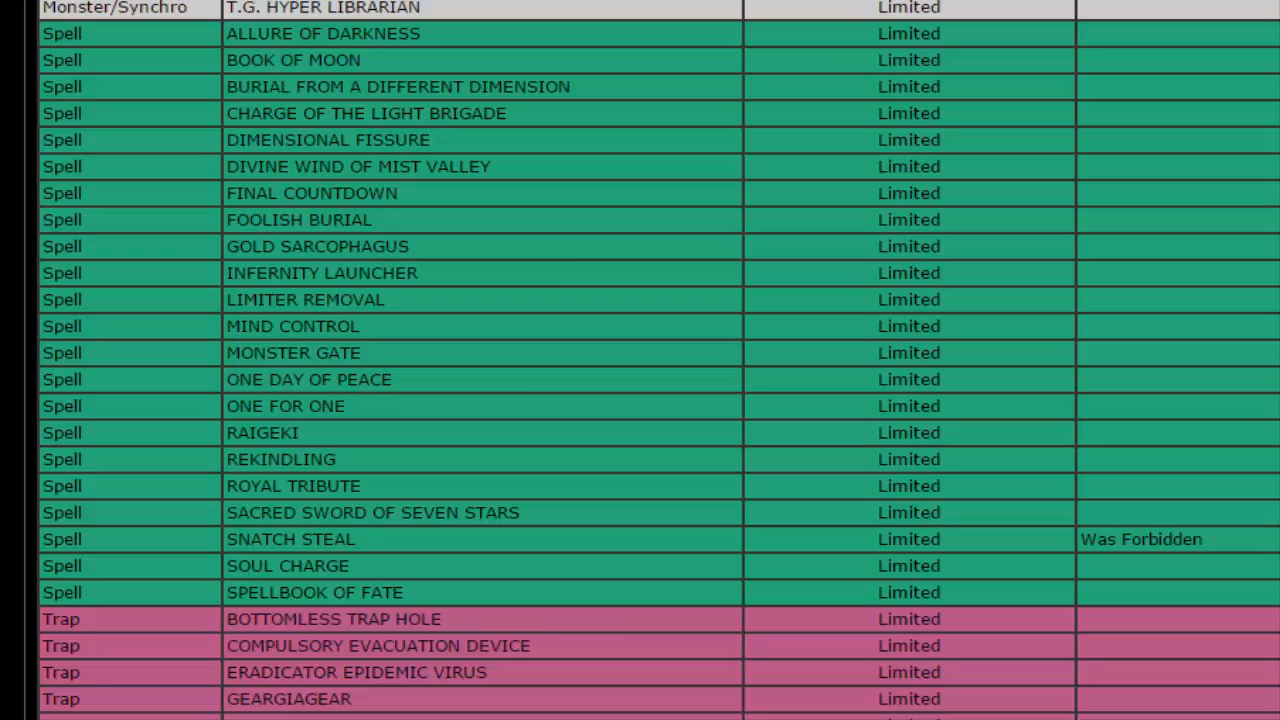 Monster/Synchro T.G. HYPER LIBRARIAN Limited
Spell ALLURE OF DARKNESS Limited
Spell BOOK OF MOON Limited
Spell BURIAL FROM A DIFFERENT DIMENSION Limited
Spell CHARGE OF THE LIGHT BRIGADE Limited
Spell DIMENSIONAL FISSURE Limited
Spell DIVINE WIND OF MIST VALLEY Limited
Spell FINAL COUNTDOWN Limited
Spell FOOLISH BURIAL Limited
Spell GOLD SARCOPHAGUS Limited
Spell INFERNITY LAUNCHER Limited
Spell LIMITER REMOVAL Limited
Spell MIND CONTROL Limited
Spell MONSTER GATE Limited
Spell ONE DAY OF PEACE Limited
Spell ONE FOR ONE Limited
Spell RAIGEKI Limited
Spell REKINDLING Limited
Spell ROYAL TRIBUTE Limited
Spell SACRED SWORD OF SEVEN STARS Limited
Spell SNATCH STEAL Limited Was Forbidden
Spell SOUL CHARGE Limited
Spell SPELLBOOK OF FATE Limited
Trap BOTTOMLESS TRAP HOLE Limited
Trap COMPULSORY EVACUATION DEVICE Limited
Trap ERADICATOR EPIDEMIC VIRUS Limited
Trap GEARGIAGEAR Limited